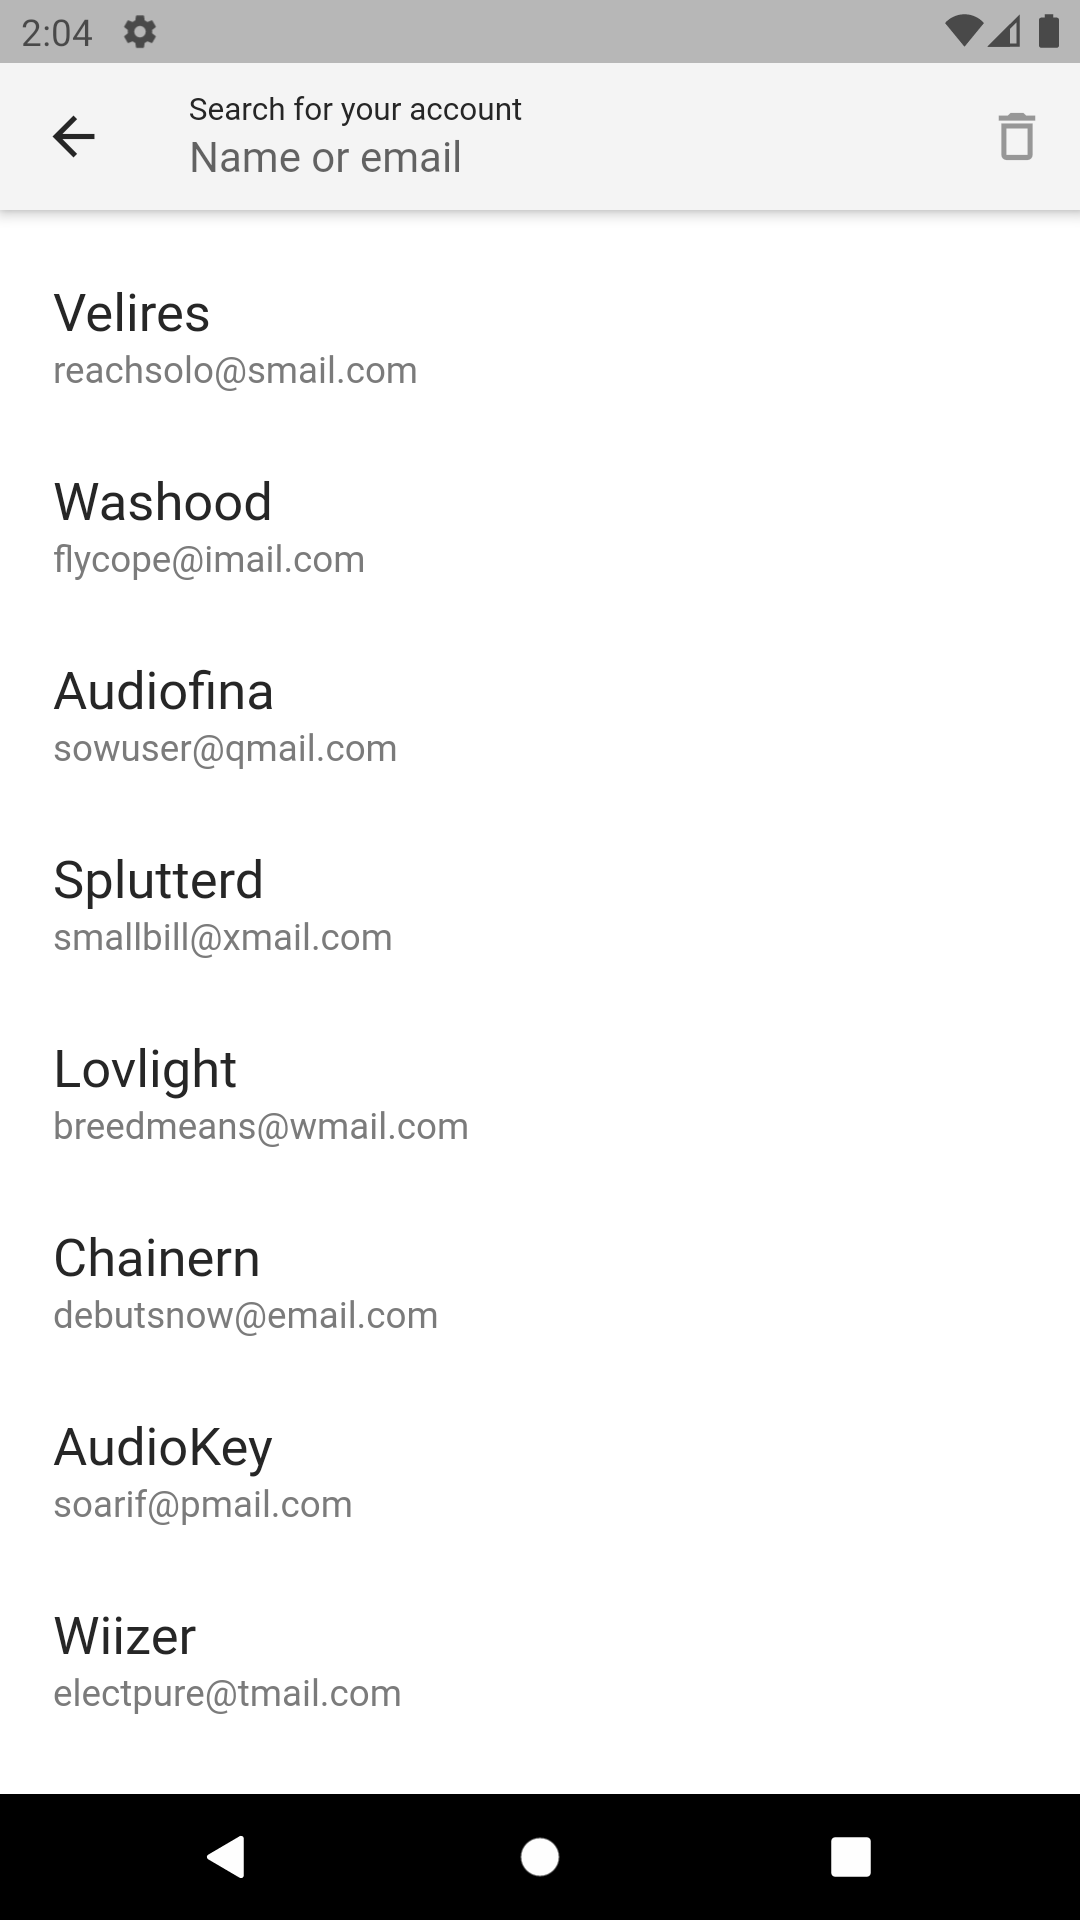 2:04
Search for your account
Name or email
Velires
reachsolo@smail.com
Washood
flycope@imail.com
Audiofina
sowuser@qmail.com
Splutterd
smallbill@xmail.com
Lovlight
breedmeans@wmail.com
Chainern
debutsnow@email.com
AudioKey
soarif@pmail.com
Wiizer
electpure@tmail.com